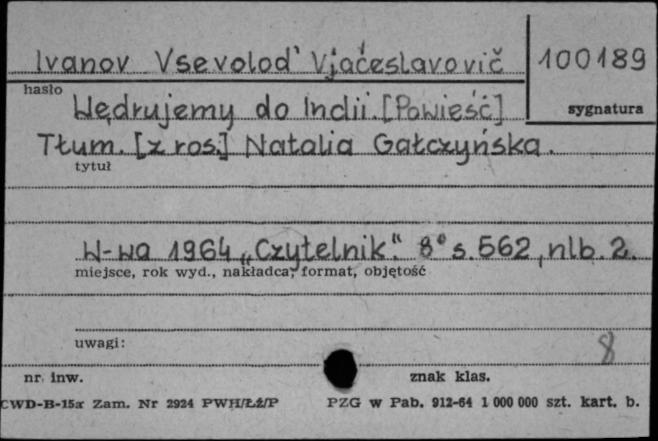 Ivanov Vsevolod' Vjačeslavovič
100189
hasło
sygnatura
Wędrujemy do Indii. [Powieść]
Tłum. [z ros.] Natalia Gałczyńska.
tytuł
W-wa 1964 „Czytelnik". 8° s. 562, nlb. 2.
miejsce, rok wyd., nakładca, format, objętość
uwagi:
8
nr. inw.
znak klas.
CWD-B-15a Zam. Nr 2924 PWH/ŁŻ/P
PZG w Pab. 912-64 1 000 000 szt. kart. b.